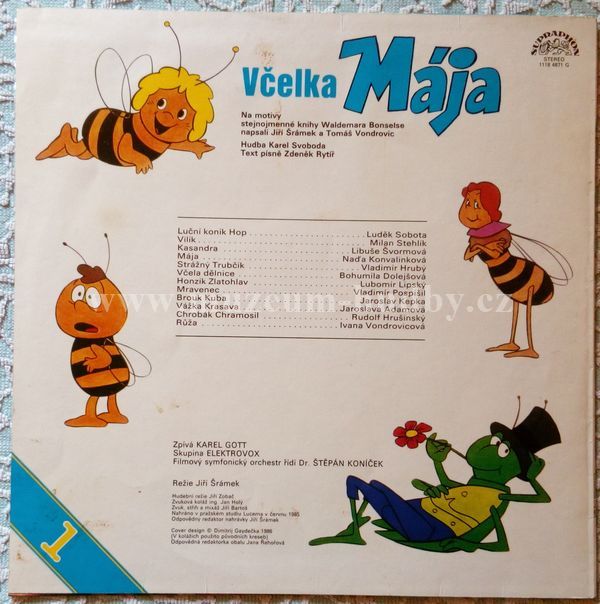 Včelka Mája
SUPRAPHON
STEREO
1118 4871 G
Na motivy
stejnojmenné knihy Waldemara Bonselse
napsali Jiří Šrámek a Tomáš Vondrovic
Hudba Karel Svoboda
Text písně Zdeněk Rytíř
Luční koník Hop Luděk Sobota
Vilík Milan Stehlík
Kasandra Libuše Švormová
Mája Naďa Konvalinková
Strážný Trubčík Vladimír Hrubý
Včela dělnice Bohumila Dolejšová
Honzík Zlatohlav Lubomír Lipský
Mravenec Vladimír Pospíšil
Brouk Kuba Jaroslav Kepka
Vážka Krasava Jaroslava Adamová
Chrobák Chramosil Rudolf Hrušínský
Růža Ivana Vondrovicová
Zpívá KAREL GOTT
Skupina ELEKTROVOX
Filmový symfonický orchestr řídí Dr. ŠTĚPÁN KONÍČEK
Režie Jiří Šrámek
Hudební režie Jiří Zobač
Zvuková koláž ing. Jan Holý
Zvuk, střih a mixáž Jiří Bartoš
Nahráno v pražském studiu Lucerna v červnu 1985
Odpovědný redaktor nahrávky Jiří Šrámek
Cover design © Dimitrij Gavdečka 1986
(V kolážích použito původních kreseb)
Odpovědná redaktorka obalu Jana Řehořová
1